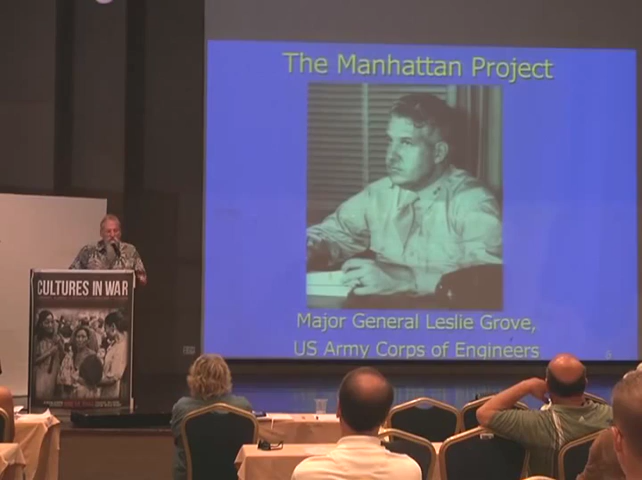 The Manhattan Project
Major General Leslie Grove,
US Army Corps of Engineers
CULTURES IN WAR